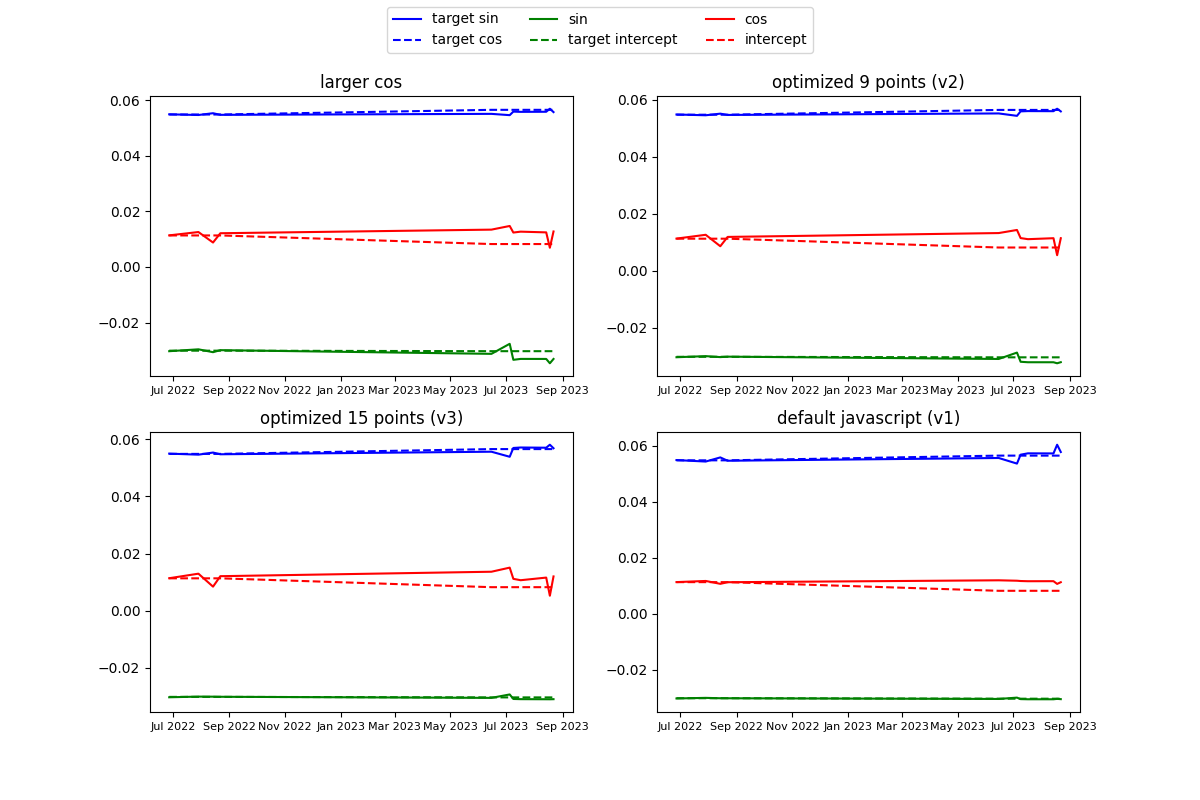 target sin sin cos
target cos target intercept intercept
larger cos
0.06
0.04
0.02
0.00
−0.02
Jul 2022 Sep 2022 Nov 2022 Jan 2023 Mar 2023 May 2023 Jul 2023 Sep 2023
optimized 9 points (v2)
0.06
0.04
0.02
0.00
−0.02
Jul 2022 Sep 2022 Nov 2022 Jan 2023 Mar 2023 May 2023 Jul 2023 Sep 2023
optimized 15 points (v3)
0.06
0.04
0.02
0.00
−0.02
Jul 2022 Sep 2022 Nov 2022 Jan 2023 Mar 2023 May 2023 Jul 2023 Sep 2023
default javascript (v1)
0.06
0.04
0.02
0.00
−0.02
Jul 2022 Sep 2022 Nov 2022 Jan 2023 Mar 2023 May 2023 Jul 2023 Sep 2023